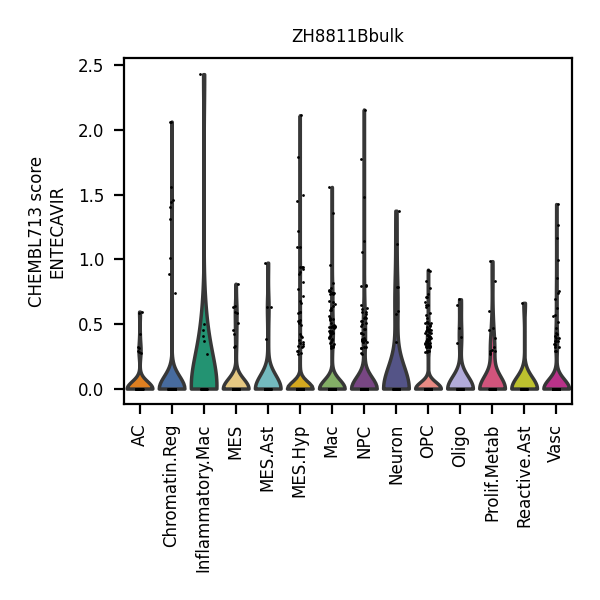 ZH8811Bbulk
CHEMBL713 score
ENTECAVIR
2.5
2.0
1.5
1.0
0.5
0.0
AC
Chromatin.Reg
Inflammatory.Mac
MES
MES.Ast
MES.Hyp
Mac
NPC
Neuron
OPC
Oligo
Prolif.Metab
Reactive.Ast
Vasc